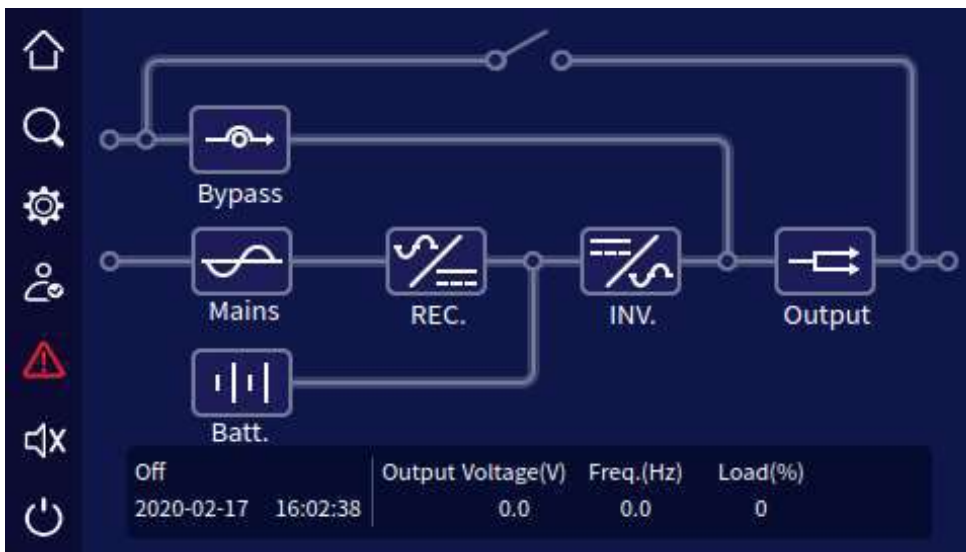 Bypass
Mains
REC.
INV.
Output
Batt.
Off
Output Voltage(V) Freq.(Hz) Load(%)
2020-02-17 16:02:38
0.0 0.0 0